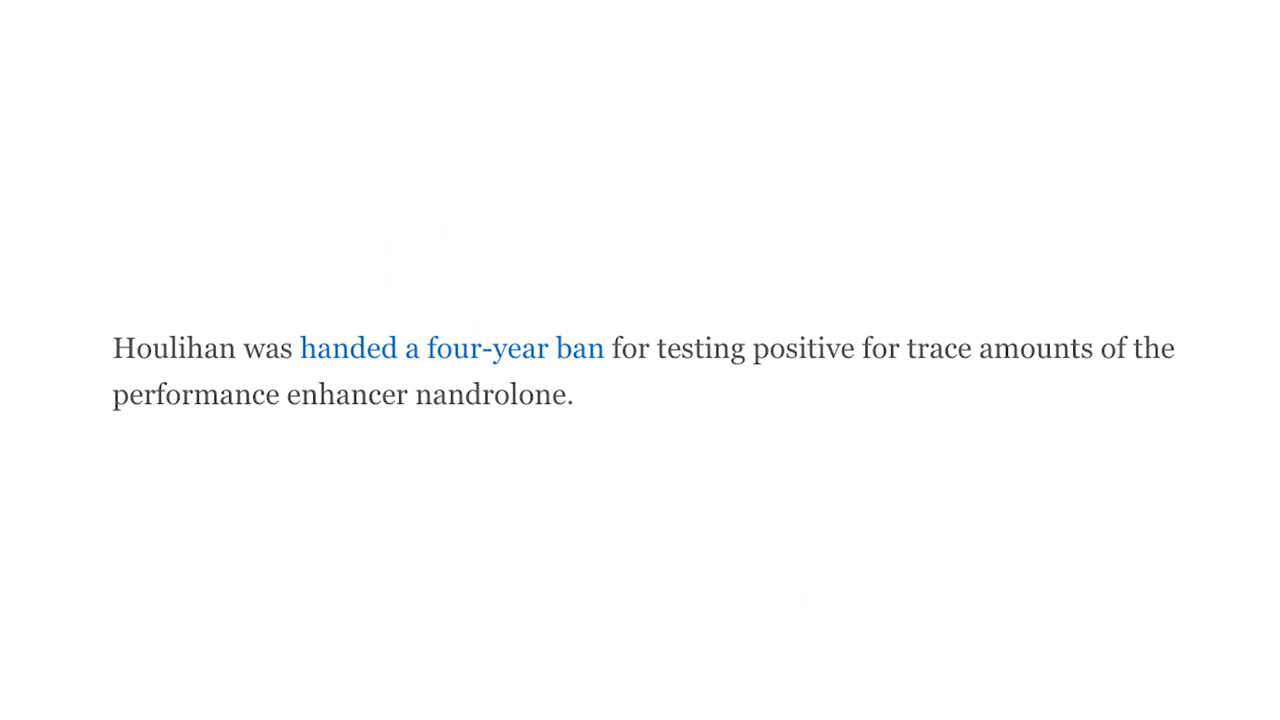 Houlihan was handed a four-year ban for testing positive for trace amounts of the
performance enhancer nandrolone.